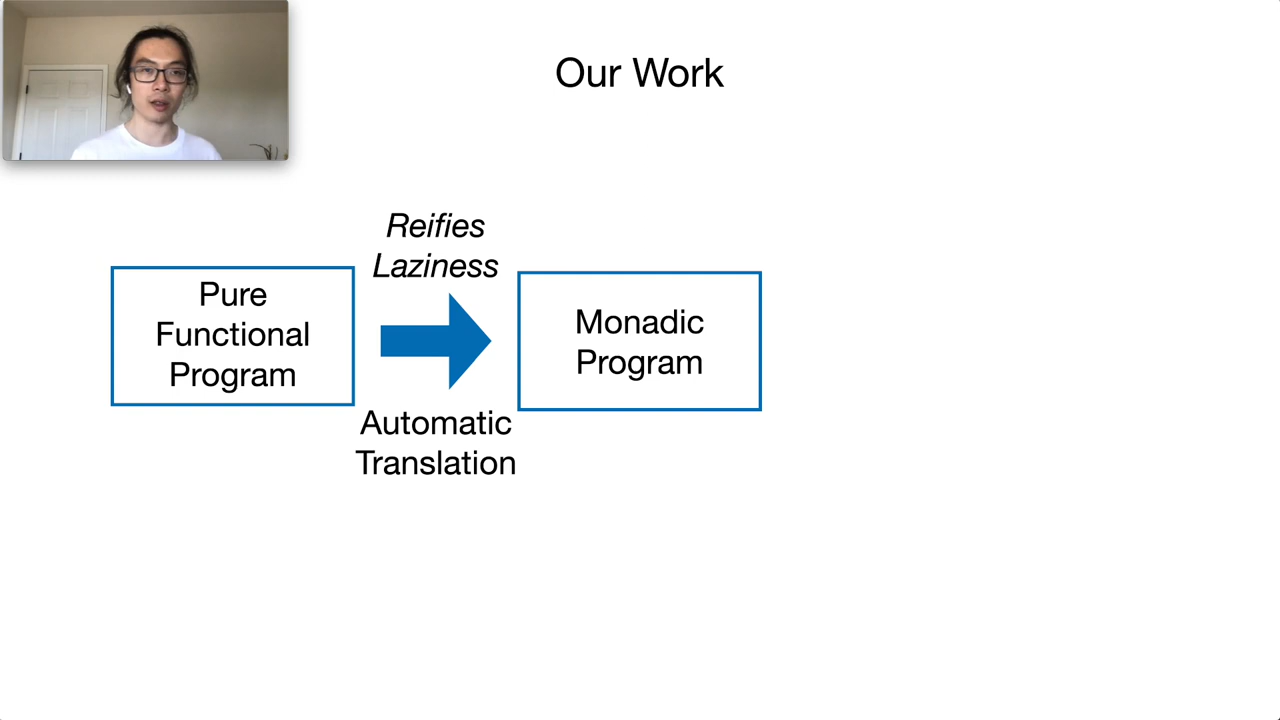 Our Work
Reifies
Laziness
Pure
Functional
Program
Monadic
Program
Automatic
Translation